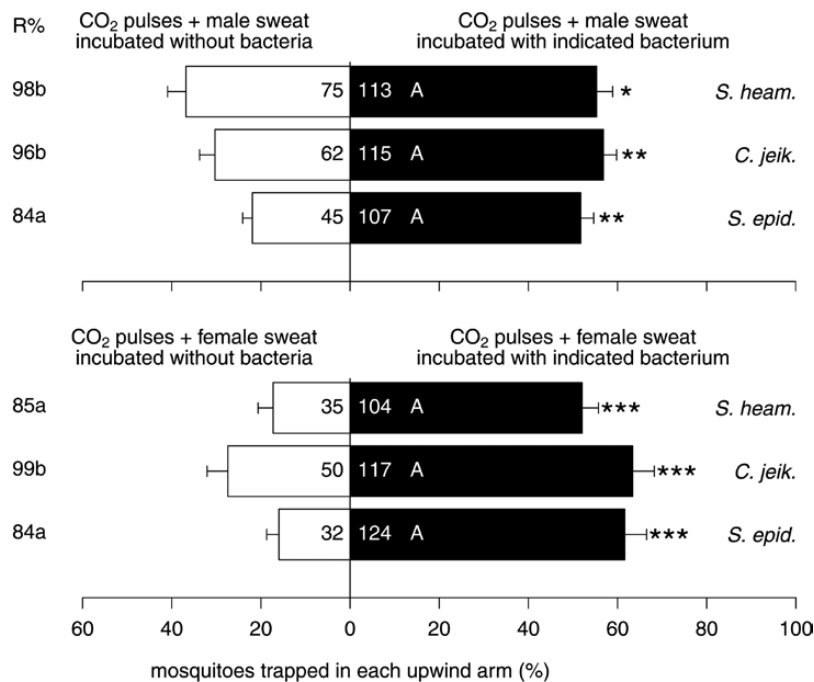 R%
CO₂ pulses + male sweat
incubated without bacteria
CO₂ pulses + male sweat
incubated with indicated bacterium
98b 75 113 A * S. heam.
96b 62 115 A ** C. jeik.
84a 45 107 A ** S. epid.
CO₂ pulses + female sweat
incubated without bacteria
CO₂ pulses + female sweat
incubated with indicated bacterium
85a 35 104 A *** S. heam.
99b 50 117 A *** C. jeik.
84a 32 124 A *** S. epid.
60 40 20 0 20 40 60 80 100
mosquitoes trapped in each upwind arm (%)